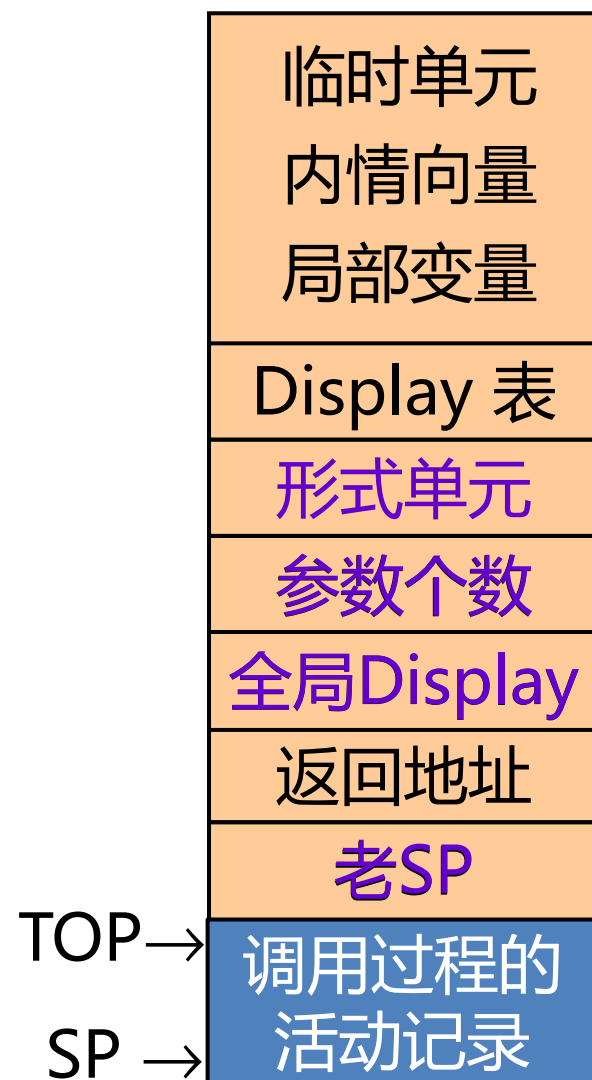 临时单元
内情向量
局部变量
Display 表
形式单元
参数个数
全局Display
返回地址
老SP
TOP→
调用过程的
SP →
活动记录